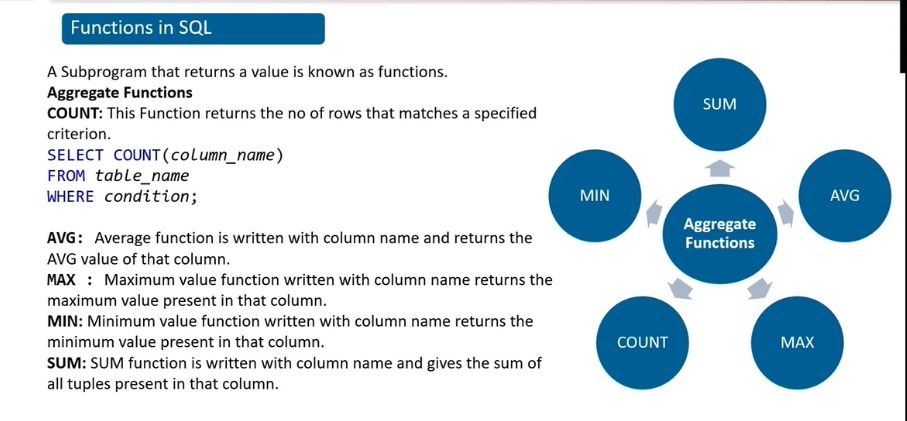 Functions in SQL
A Subprogram that returns a value is known as functions.
Aggregate Functions
COUNT: This Function returns the no of rows that matches a specified
criterion.
SELECT COUNT(column_name)
FROM table_name
WHERE condition;
AVG: Average function is written with column name and returns the
AVG value of that column.
MAX : Maximum value function written with column name returns the
maximum value present in that column.
MIN: Minimum value function written with column name returns the
minimum value present in that column.
SUM: SUM function is written with column name and gives the sum of
all tuples present in that column.
SUM
MIN
AVG
Aggregate
Functions
COUNT
MAX